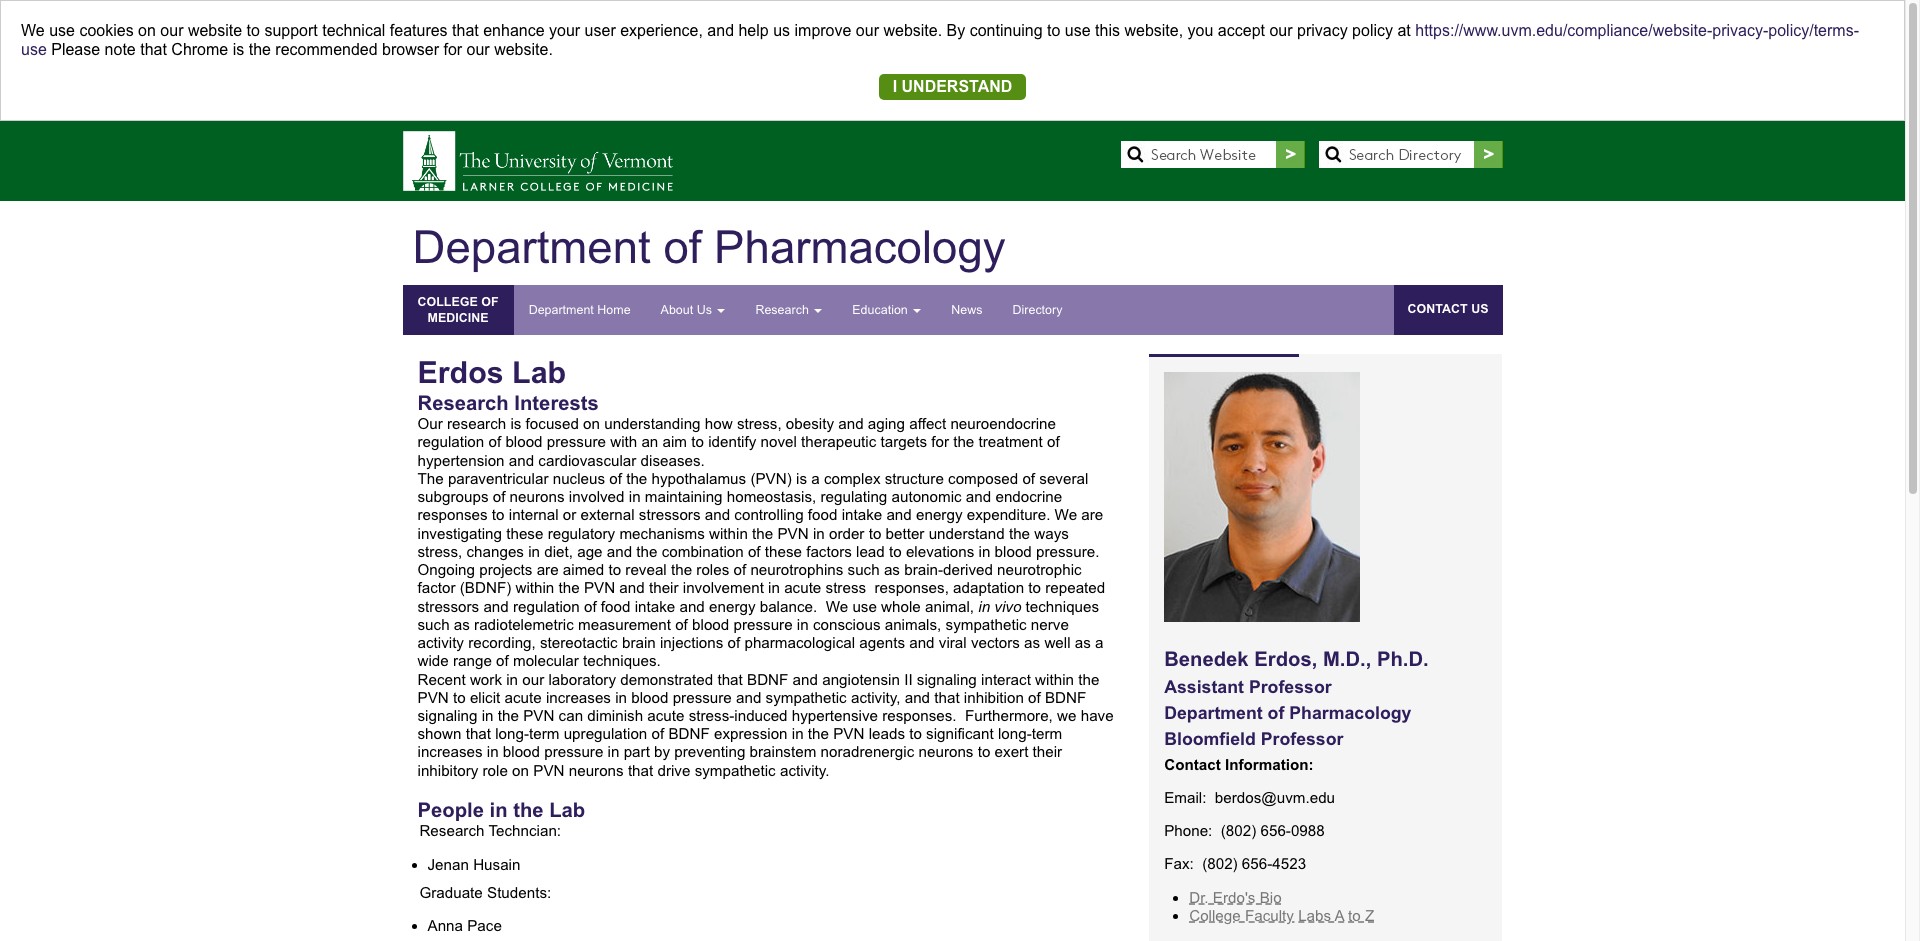 We use cookies on our website to support technical features that enhance your user experience, and help us improve our website. By continuing to use this website, you accept our privacy policy at https://www.uvm.edu/compliance/website-privacy-policy/terms-
use Please note that Chrome is the recommended browser for our website.
I UNDERSTAND
The University of Vermont
LARNER COLLEGE OF MEDICINE
Search Website >
Search Directory >
Department of Pharmacology
COLLEGE OF
MEDICINE
Department Home About Us Research Education News Directory
CONTACT US
Erdos Lab
Research Interests
Our research is focused on understanding how stress, obesity and aging affect neuroendocrine
regulation of blood pressure with an aim to identify novel therapeutic targets for the treatment of
hypertension and cardiovascular diseases.
The paraventricular nucleus of the hypothalamus (PVN) is a complex structure composed of several
subgroups of neurons involved in maintaining homeostasis, regulating autonomic and endocrine
responses to internal or external stressors and controlling food intake and energy expenditure. We are
investigating these regulatory mechanisms within the PVN in order to better understand the ways
stress, changes in diet, age and the combination of these factors lead to elevations in blood pressure.
Ongoing projects are aimed to reveal the roles of neurotrophins such as brain-derived neurotrophic
factor (BDNF) within the PVN and their involvement in acute stress  responses, adaptation to repeated
stressors and regulation of food intake and energy balance.  We use whole animal, in vivo techniques
such as radiotelemetric measurement of blood pressure in conscious animals, sympathetic nerve
activity recording, stereotactic brain injections of pharmacological agents and viral vectors as well as a
wide range of molecular techniques.
Recent work in our laboratory demonstrated that BDNF and angiotensin II signaling interact within the
PVN to elicit acute increases in blood pressure and sympathetic activity, and that inhibition of BDNF
signaling in the PVN can diminish acute stress-induced hypertensive responses.  Furthermore, we have
shown that long-term upregulation of BDNF expression in the PVN leads to significant long-term
increases in blood pressure in part by preventing brainstem noradrenergic neurons to exert their
inhibitory role on PVN neurons that drive sympathetic activity.
People in the Lab
Research Techncian:
Jenan Husain
Graduate Students:
Anna Pace
Benedek Erdos, M.D., Ph.D.
Assistant Professor
Department of Pharmacology
Bloomfield Professor
Contact Information:
Email:  berdos@uvm.edu
Phone:  (802) 656-0988
Fax:  (802) 656-4523
Dr. Erdo's Bio
College Faculty Labs A to Z